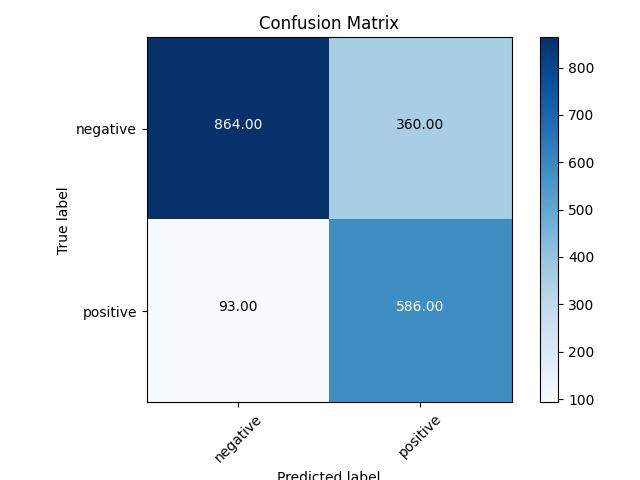 Confusion Matrix
True label
negative
864.00
360.00
positive
93.00
586.00
negative
positive
Predicted label
800
700
600
500
400
300
200
100